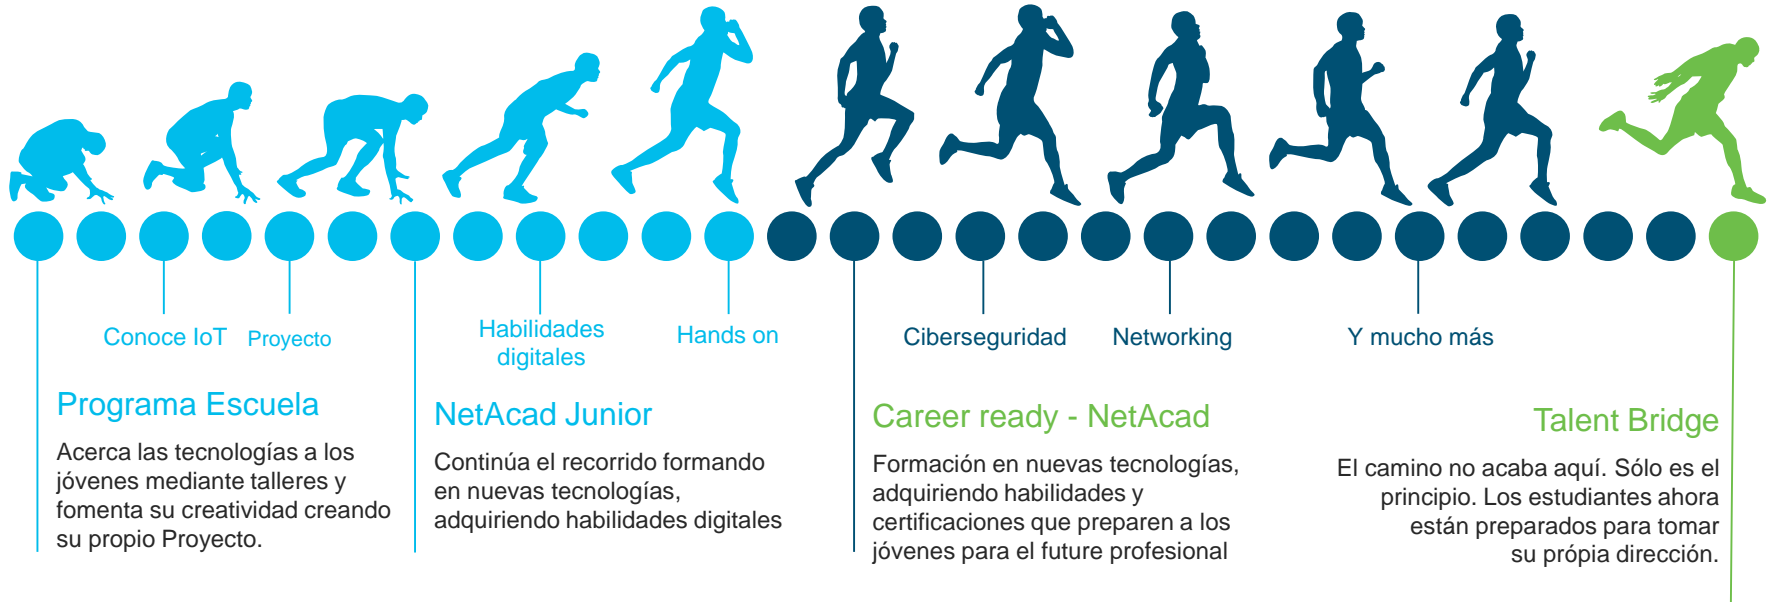 Conoce IoT
Proyecto
Habilidades
digitales
Hands on
Ciberseguridad
Networking
Y mucho más
Programa Escuela
Acerca las tecnologías a los
jóvenes mediante talleres y
fomenta su creatividad creando
su propio Proyecto.
NetAcad Junior
Continúa el recorrido formando
en nuevas tecnologías,
adquiriendo habilidades digitales
Career ready - NetAcad
Formación en nuevas tecnologías,
adquiriendo habilidades y
certificaciones que preparen a los
jóvenes para el future profesional
Talent Bridge
El camino no acaba aquí. Sólo es el
principio. Los estudiantes ahora
están preparados para tomar
su própia dirección.